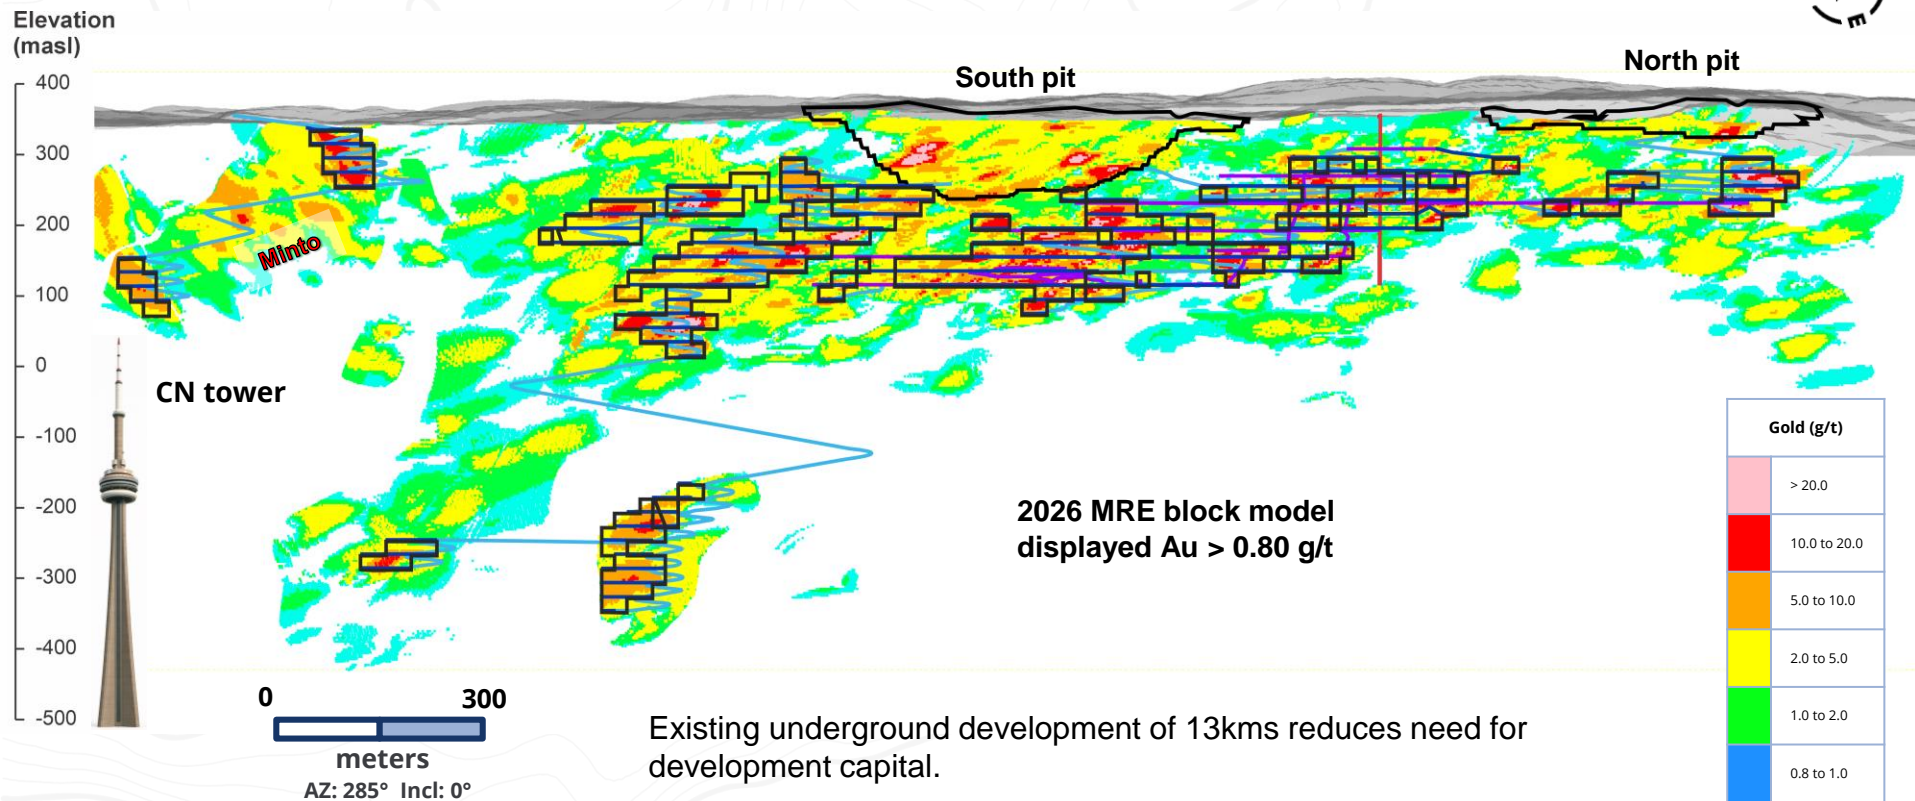 Elevation
(masl)
E
South pit
North pit
400
300
200
100
0
-100
-200
-300
-400
-500
Minto
CN tower
2026 MRE block model
displayed Au > 0.80 g/t
Gold (g/t)
> 20.0
10.0 to 20.0
5.0 to 10.0
2.0 to 5.0
1.0 to 2.0
0.8 to 1.0
0 300
meters
AZ: 285° Incl: 0°
Existing underground development of 13kms reduces need for
development capital.